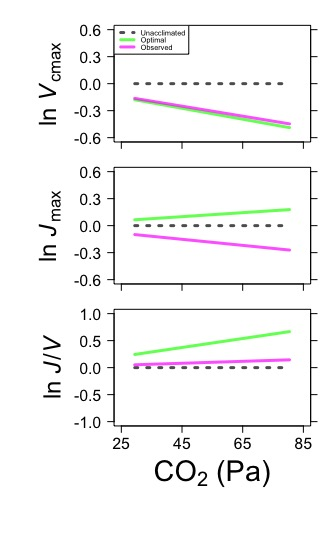 Unacclimated
Optimal
Observed
ln Vcmax
0.6
0.3
0.0
-0.3
-0.6
ln Jmax
0.6
0.3
0.0
-0.3
-0.6
ln J/V
1.0
0.5
0.0
-0.5
-1.0
25 45 65 85
CO₂ (Pa)